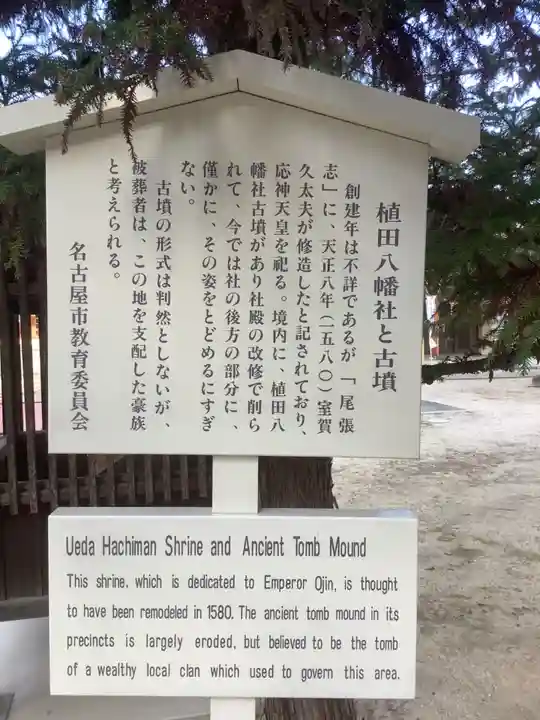 植田八幡社と古墳
創建年は不詳であるが「尾張
志」に、天正八年(一五八〇)室賀
久太夫が修造したと記されており、
応神天皇を祀る。境内に、植田八
幡社古墳があり社殿の改修で削ら
れて、今では社の後方の部分に、
僅かに、その姿をとどめるにすぎ
ない。
古墳の形式は判然としないが、
被葬者は、この地を支配した豪族
と考えられる。
名古屋市教育委員会
Ueda Hachiman Shrine and Ancient Tomb Mound
This shrine, which is dedicated to Emperor Ojin, is thought
to have been remodeled in 1580. The ancient tomb mound in its
precincts is largely eroded, but believed to be the tomb
of a wealthy local clan which used to govern this area.